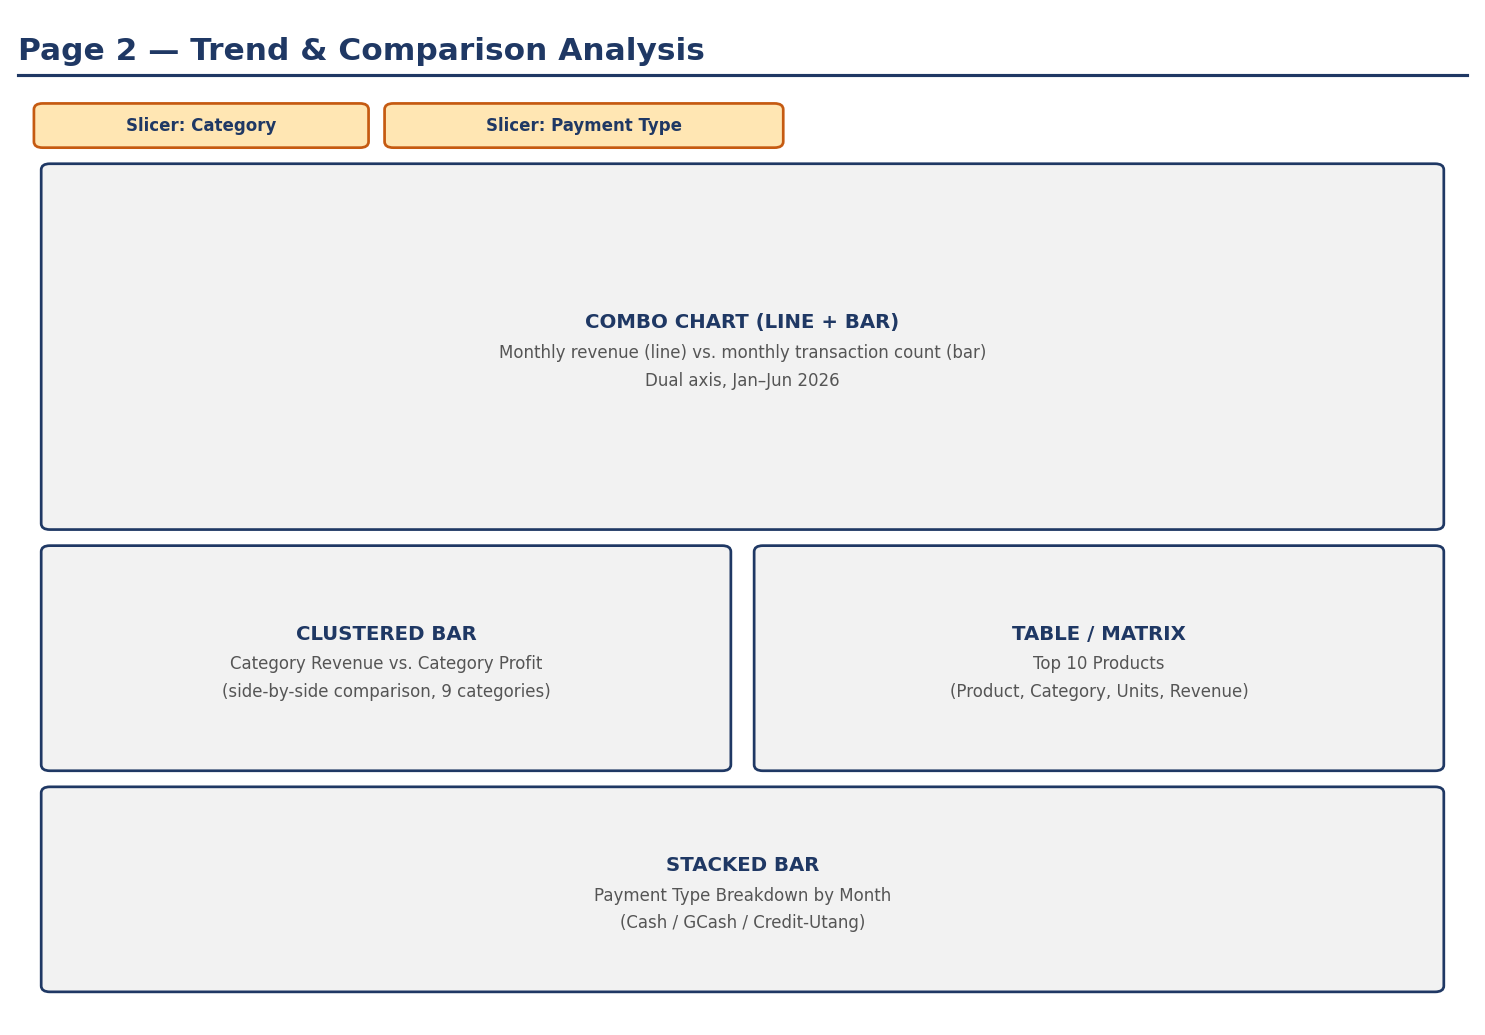 Page 2 — Trend & Comparison Analysis
Slicer: Category
Slicer: Payment Type
COMBO CHART (LINE + BAR)
Monthly revenue (line) vs. monthly transaction count (bar)
Dual axis, Jan–Jun 2026
CLUSTERED BAR
Category Revenue vs. Category Profit
(side-by-side comparison, 9 categories)
TABLE / MATRIX
Top 10 Products
(Product, Category, Units, Revenue)
STACKED BAR
Payment Type Breakdown by Month
(Cash / GCash / Credit-Utang)